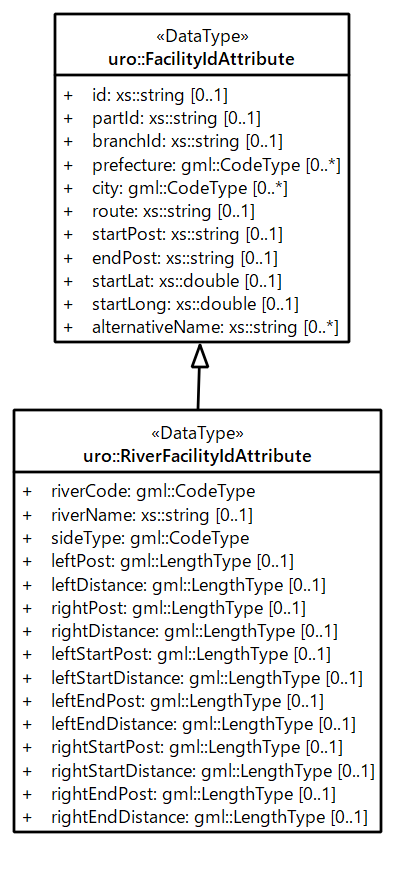 «DataType»
uro::FacilityIdAttribute
+ id: xs::string [0..1]
+ partId: xs::string [0..1]
+ branchId: xs::string [0..1]
+ prefecture: gml::CodeType [0..*]
+ city: gml::CodeType [0..*]
+ route: xs::string [0..1]
+ startPost: xs::string [0..1]
+ endPost: xs::string [0..1]
+ startLat: xs::double [0..1]
+ startLong: xs::double [0..1]
+ alternativeName: xs::string [0..*]
«DataType»
uro::RiverFacilityIdAttribute
+ riverCode: gml::CodeType
+ riverName: xs::string [0..1]
+ sideType: gml::CodeType
+ leftPost: gml::LengthType [0..1]
+ leftDistance: gml::LengthType [0..1]
+ rightPost: gml::LengthType [0..1]
+ rightDistance: gml::LengthType [0..1]
+ leftStartPost: gml::LengthType [0..1]
+ leftStartDistance: gml::LengthType [0..1]
+ leftEndPost: gml::LengthType [0..1]
+ leftEndDistance: gml::LengthType [0..1]
+ rightStartPost: gml::LengthType [0..1]
+ rightStartDistance: gml::LengthType [0..1]
+ rightEndPost: gml::LengthType [0..1]
+ rightEndDistance: gml::LengthType [0..1]